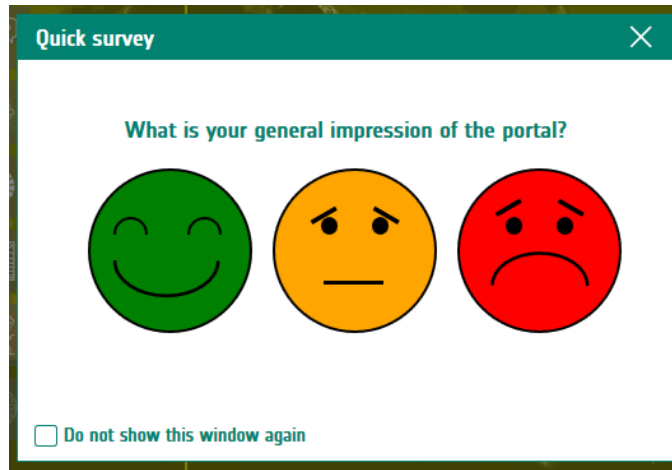 Quick survey
What is your general impression of the portal?
Do not show this window again